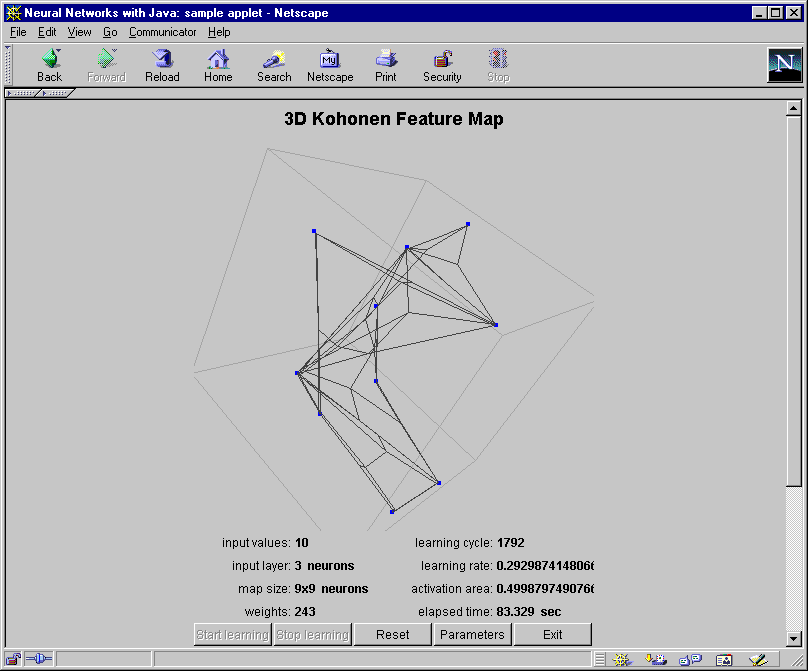 Neural Networks with Java: sample applet - Netscape
File Edit View Go Communicator Help
My
N
Back Forward Reload Home Search Netscape Print Security Stop
3D Kohonen Feature Map
input values: 10 learning cycle: 1792
input layer: 3 neurons learning rate: 0.2929874148066
map size: 9x9 neurons activation area: 0.499879749076
weights: 243 elapsed time: 83.329 sec
Start learning Stop learning Reset Parameters Exit